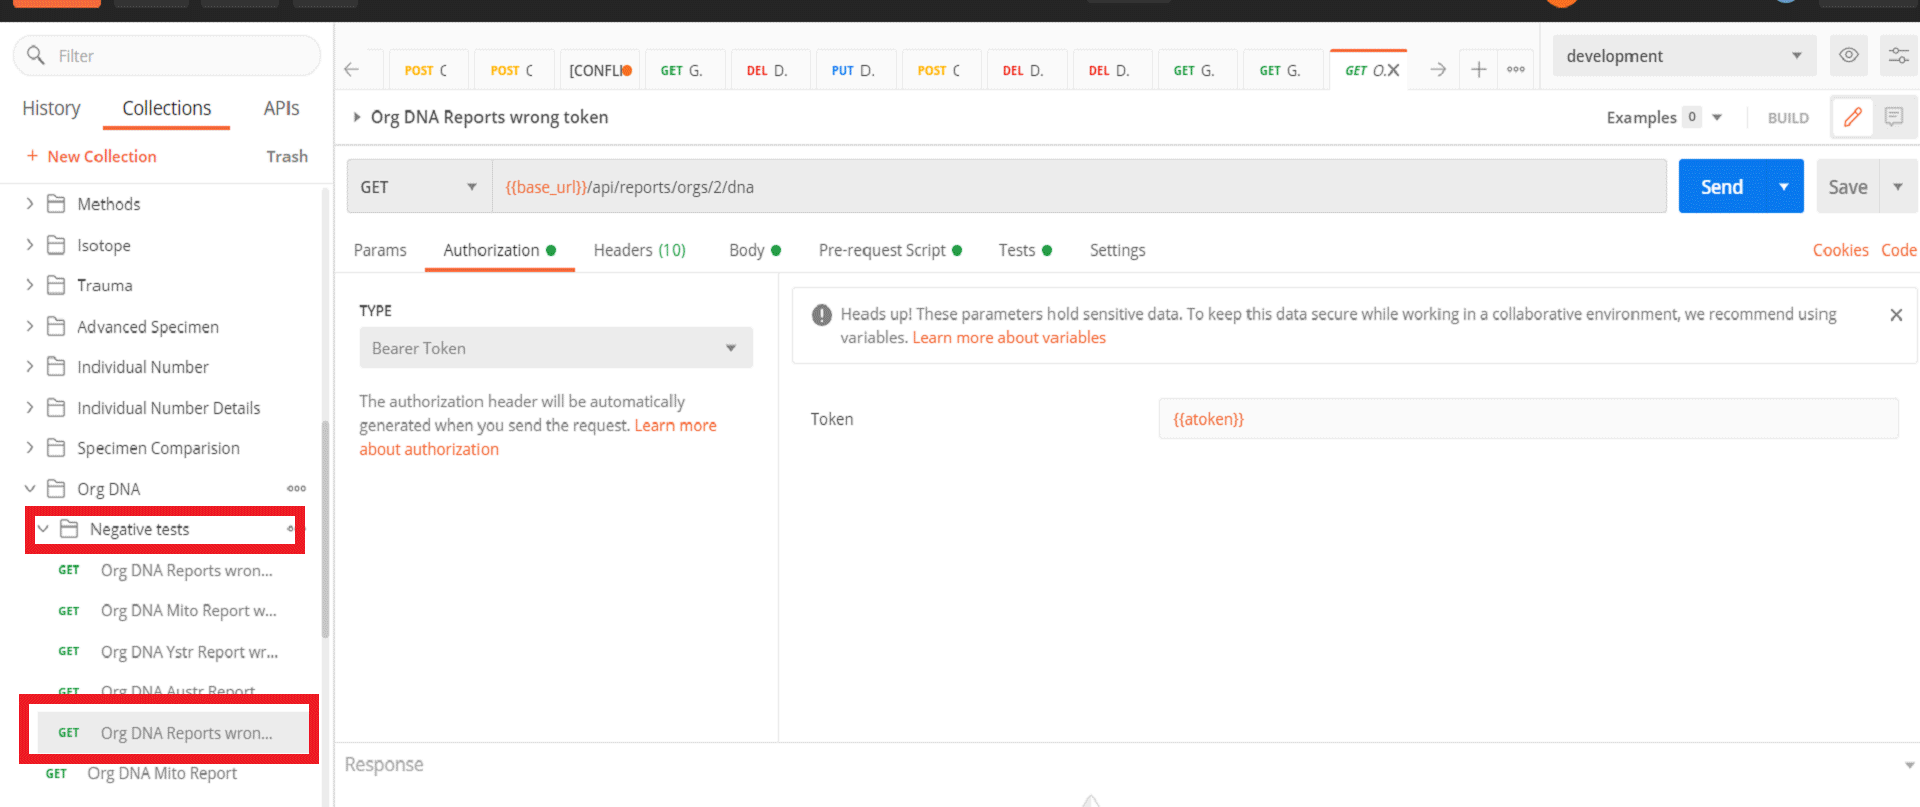 Filter
History Collections APIs
+ New Collection Trash
Methods
Isotope
Trauma
Advanced Specimen
Individual Number
Individual Number Details
Specimen Comparision
Org DNA
Negative tests
GET Org DNA Reports wron...
GET Org DNA Mito Report w...
GET Org DNA Ystr Report wr...
GET Org DNA Austr Report
GET Org DNA Reports wron...
GET Org DNA Mito Report
POST POST [CONFLI GET G. DEL D. PUT D. POST DEL D. DEL D. GET G. GET G. GET O.
development
Org DNA Reports wrong token
Examples 0 BUILD
GET {{base_url}}/api/reports/orgs/2/dna Send Save
Params Authorization Headers (10) Body Pre-request Script Tests Settings Cookies Code
TYPE
Bearer Token
The authorization header will be automatically
generated when you send the request. Learn more
about authorization
Heads up! These parameters hold sensitive data. To keep this data secure while working in a collaborative environment, we recommend using
variables. Learn more about variables
Token {{atoken}}
Response